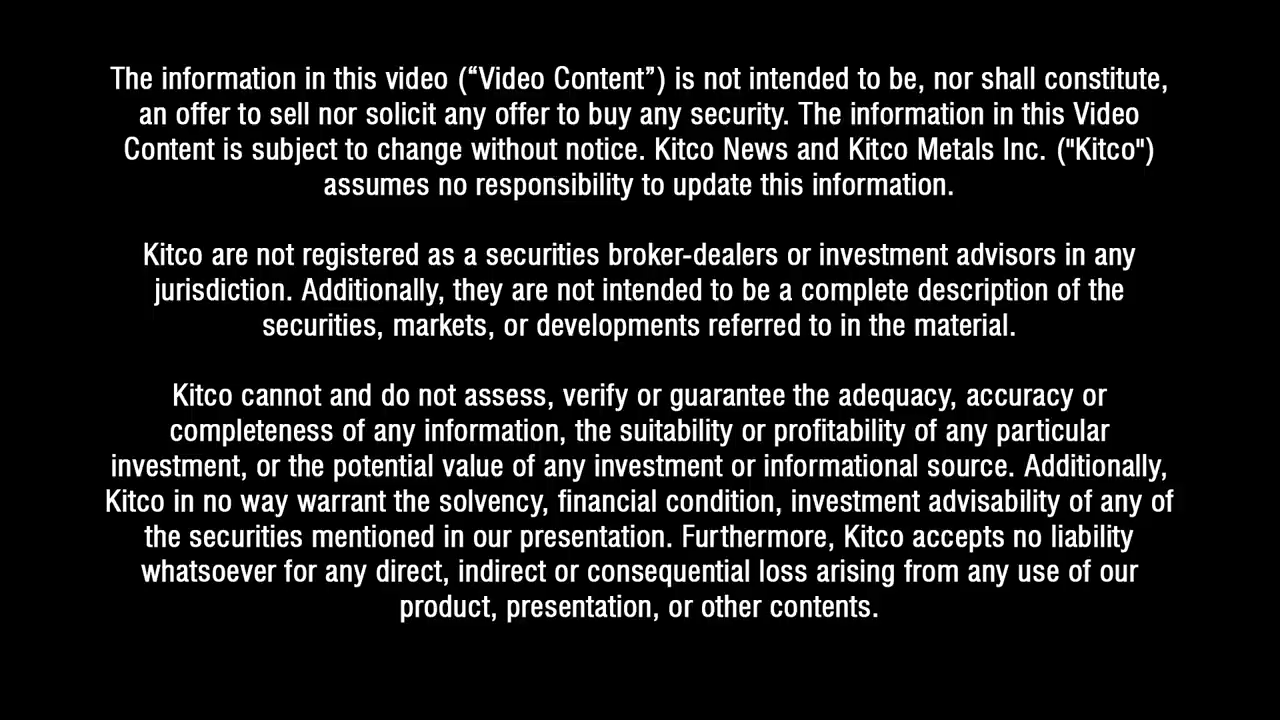 The information in this video (“Video Content”) is not intended to be, nor shall constitute,
an offer to sell nor solicit any offer to buy any security. The information in this Video
Content is subject to change without notice. Kitco News and Kitco Metals Inc. ("Kitco")
assumes no responsibility to update this information.
Kitco are not registered as a securities broker-dealers or investment advisors in any
jurisdiction. Additionally, they are not intended to be a complete description of the
securities, markets, or developments referred to in the material.
Kitco cannot and do not assess, verify or guarantee the adequacy, accuracy or
completeness of any information, the suitability or profitability of any particular
investment, or the potential value of any investment or informational source. Additionally,
Kitco in no way warrant the solvency, financial condition, investment advisability of any of
the securities mentioned in our presentation. Furthermore, Kitco accepts no liability
whatsoever for any direct, indirect or consequential loss arising from any use of our
product, presentation, or other contents.